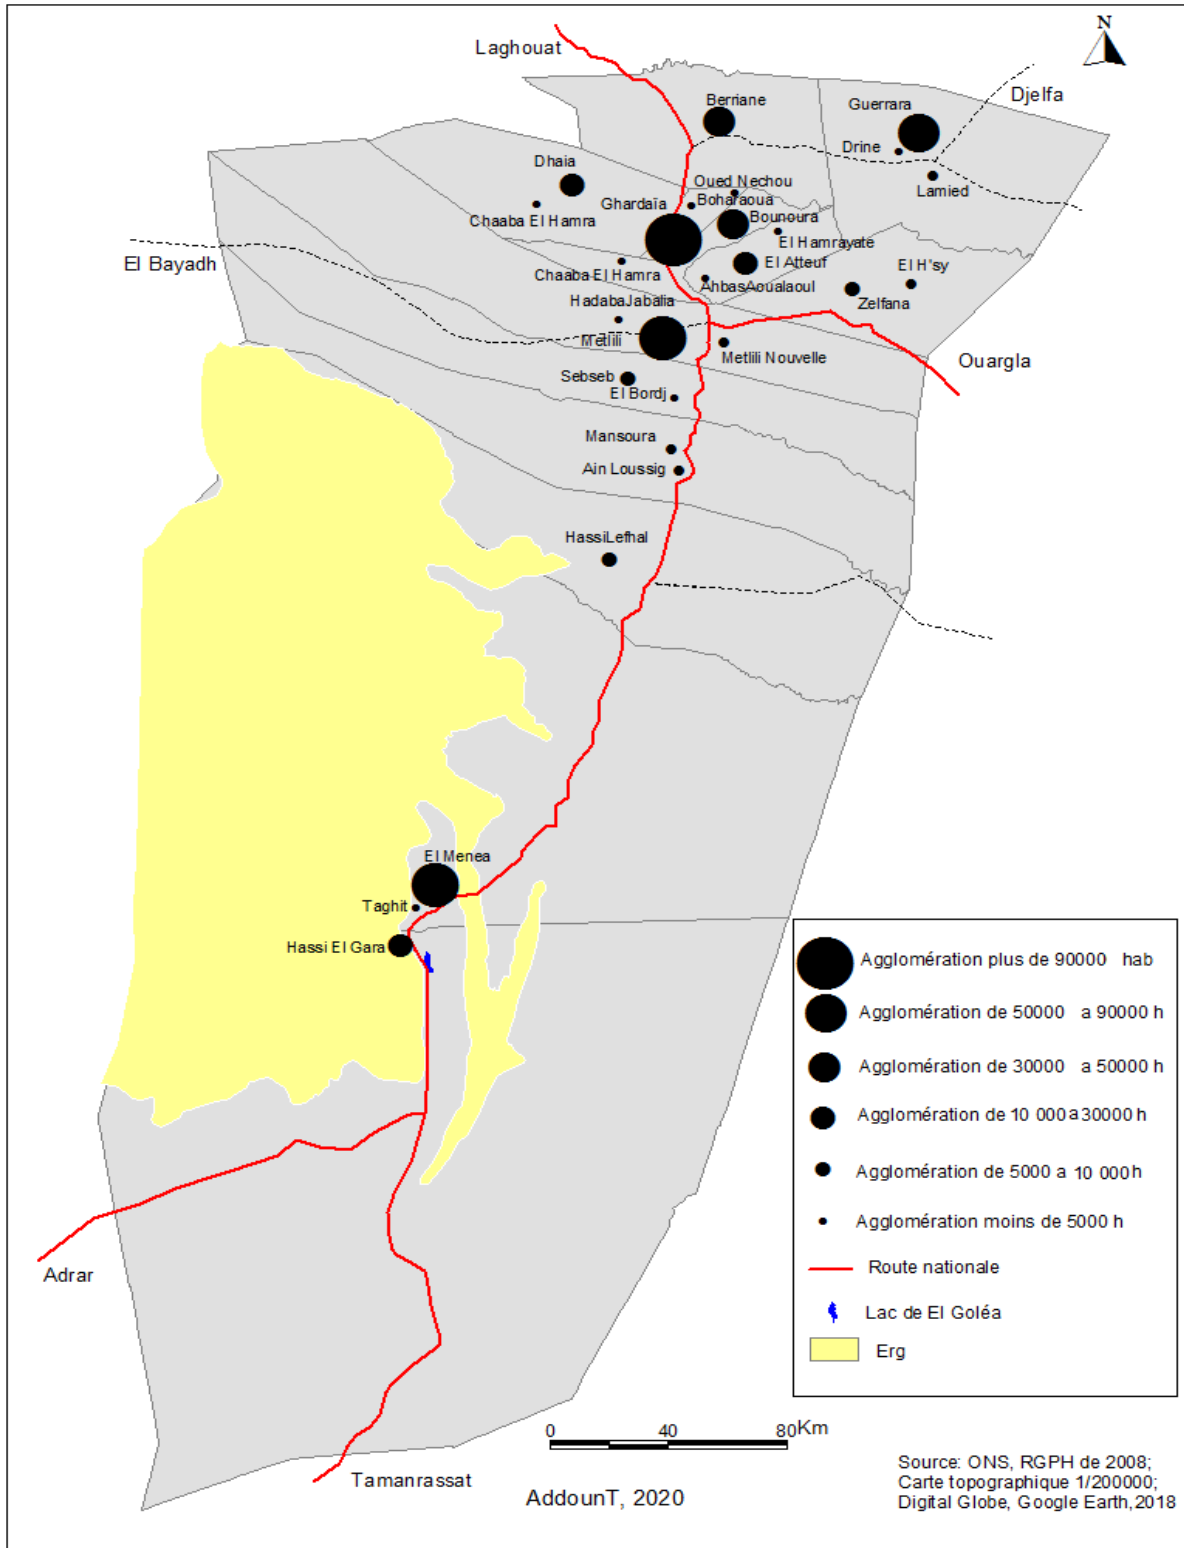 N
Laghouat
Djelfa
Berriane
Guerrara
Drine
Lamied
Dhaia
Chaaba El Hamra
Oued Nechou
Boharaoua
Ghardaïa
Bounoura
El Hamrayate
El Atteuf
El H'sy
El Bayadh
Chaaba El Hamra
AhbasAoualaoul
Zelfana
HadabaJabalia
Metlili
Metlili Nouvelle
Ouargla
Sebseb
El Bordj
Mansoura
Ain Loussig
HassiLefhal
El Menea
Taghit
Hassi El Gara
Agglomération plus de 90000 hab
Agglomération de 50000 a 90000 h
Agglomération de 30000 a 50000 h
Agglomération de 10 000 a 30000 h
Agglomération de 5000 a 10 000 h
Agglomération moins de 5000 h
Route nationale
Lac de El Goléa
Erg
Adrar
Tamanrassat
0 40 80Km
AddounT, 2020
Source: ONS, RGPH de 2008;
Carte topographique 1/200000;
Digital Globe, Google Earth,2018